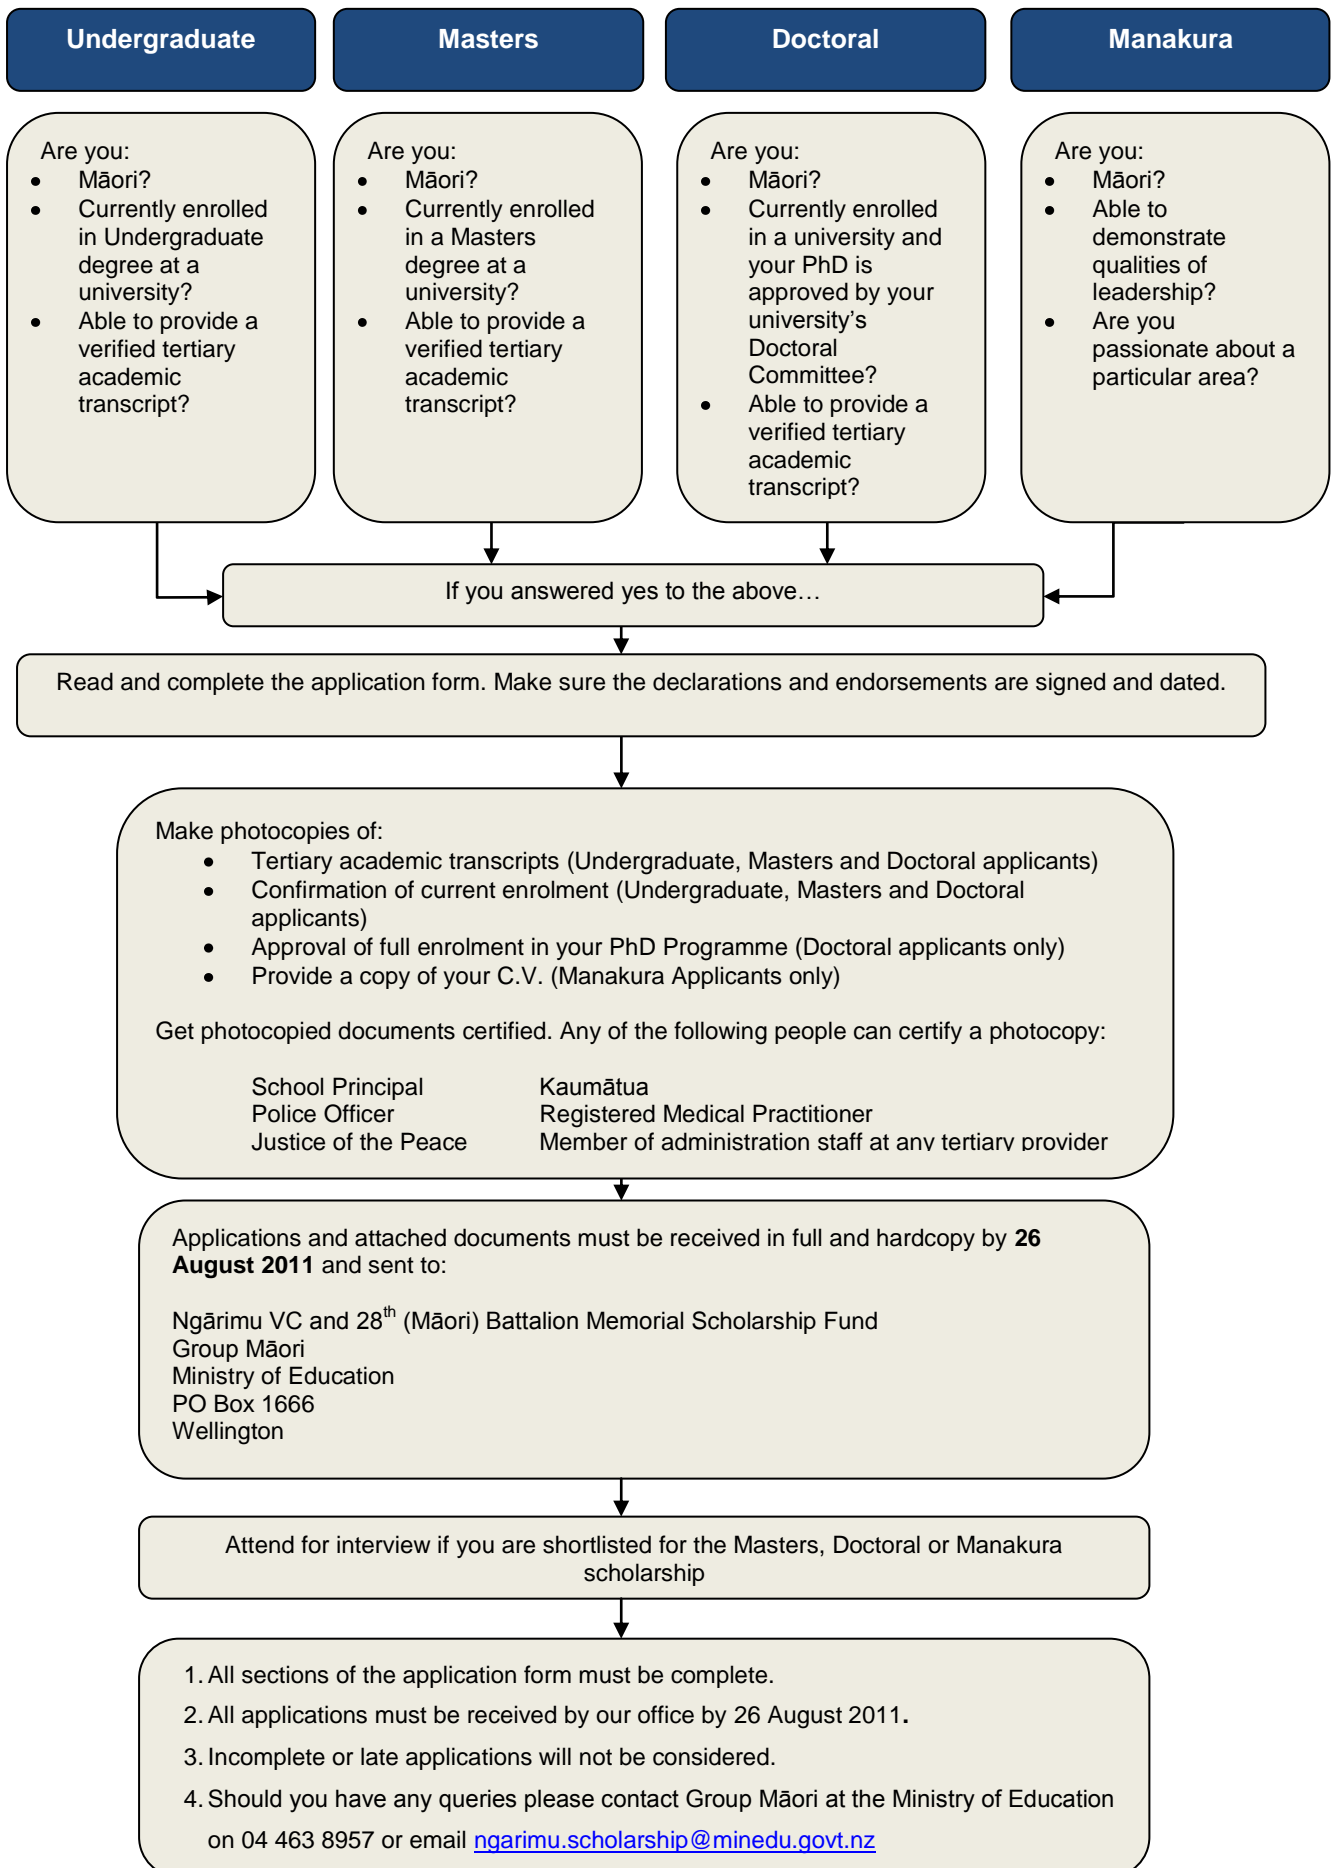 Undergraduate
Masters
Doctoral
Manakura
Are you:
• Māori?
• Currently enrolled
in Undergraduate
degree at a
university?
• Able to provide a
verified tertiary
academic
transcript?
Are you:
• Māori?
• Currently enrolled
in a Masters
degree at a
university?
• Able to provide a
verified tertiary
academic
transcript?
Are you:
• Māori?
• Currently enrolled
in a university and
your PhD is
approved by your
university’s
Doctoral
Committee?
• Able to provide a
verified tertiary
academic
transcript?
Are you:
• Māori?
• Able to
demonstrate
qualities of
leadership?
• Are you
passionate about a
particular area?
If you answered yes to the above…
Read and complete the application form. Make sure the declarations and endorsements are signed and dated.
Make photocopies of:
• Tertiary academic transcripts (Undergraduate, Masters and Doctoral applicants)
• Confirmation of current enrolment (Undergraduate, Masters and Doctoral
applicants)
• Approval of full enrolment in your PhD Programme (Doctoral applicants only)
• Provide a copy of your C.V. (Manakura Applicants only)
Get photocopied documents certified. Any of the following people can certify a photocopy:
School Principal Kaumātua
Police Officer Registered Medical Practitioner
Justice of the Peace Member of administration staff at any tertiary provider
Applications and attached documents must be received in full and hardcopy by 26
August 2011 and sent to:
Ngārimu VC and 28th (Māori) Battalion Memorial Scholarship Fund
Group Māori
Ministry of Education
PO Box 1666
Wellington
Attend for interview if you are shortlisted for the Masters, Doctoral or Manakura
scholarship
1. All sections of the application form must be complete.
2. All applications must be received by our office by 26 August 2011.
3. Incomplete or late applications will not be considered.
4. Should you have any queries please contact Group Māori at the Ministry of Education
on 04 463 8957 or email ngarimu.scholarship@minedu.govt.nz